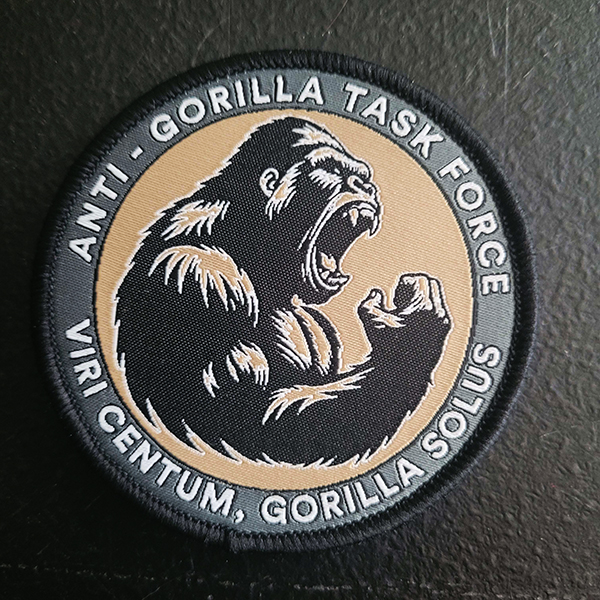 ANTI - GORILLA TASK FORCE
VIRI CENTUM, GORILLA SOLUS